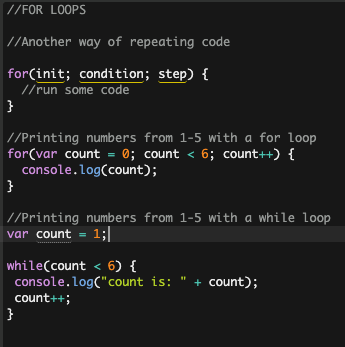 //FOR LOOPS
//Another way of repeating code
for(init; condition; step) {
  //run some code
}
//Printing numbers from 1-5 with a for loop
for(var count = 0; count < 6; count++) {
  console.log(count);
}
//Printing numbers from 1-5 with a while loop
var count = 1;
while(count < 6) {
 console.log("count is: " + count);
 count++;
}